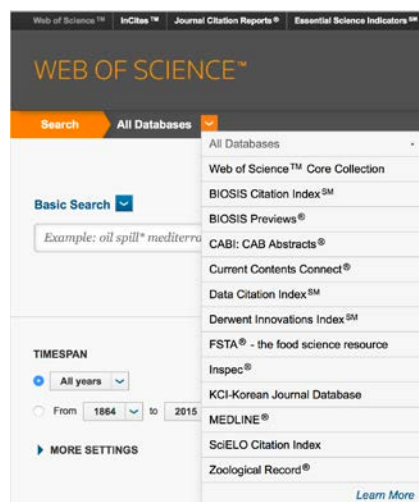 Web of Science™ InCites™ Journal Citation Reports® Essential Science Indicators℠
WEB OF SCIENCE™
Search All Databases
All Databases
Web of Science™ Core Collection
BIOSIS Citation Index℠
Basic Search
BIOSIS Previews®
Example: oil spill* mediterro
CABI: CAB Abstracts®
Current Contents Connect®
Data Citation Index℠
Derwent Innovations Index℠
TIMESPAN
FSTA® - the food science resource
All years
Inspec®
KCI-Korean Journal Database
From 1864 to 2015
MEDLINE®
MORE SETTINGS
SciELO Citation Index
Zoological Record®
Learn More